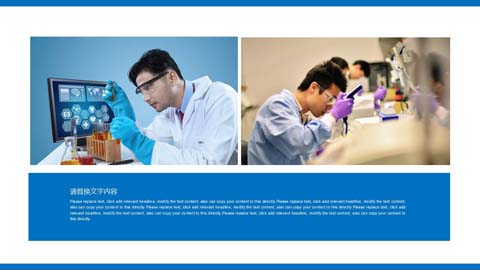 请替换文字内容
Please replace text, click add relevant headline, modify the text content, also can copy your content to this directly. Please replace text, click add relevant headline, modify the text content,
also can copy your content to this directly. Please replace text, click add relevant headline, modify the text content, also can copy your content to this directly. Please replace text, click add
relevant headline, modify the text content, also can copy your content to this directly. Please replace text, click add relevant headline, modify the text content, also can copy your content to
this directly.